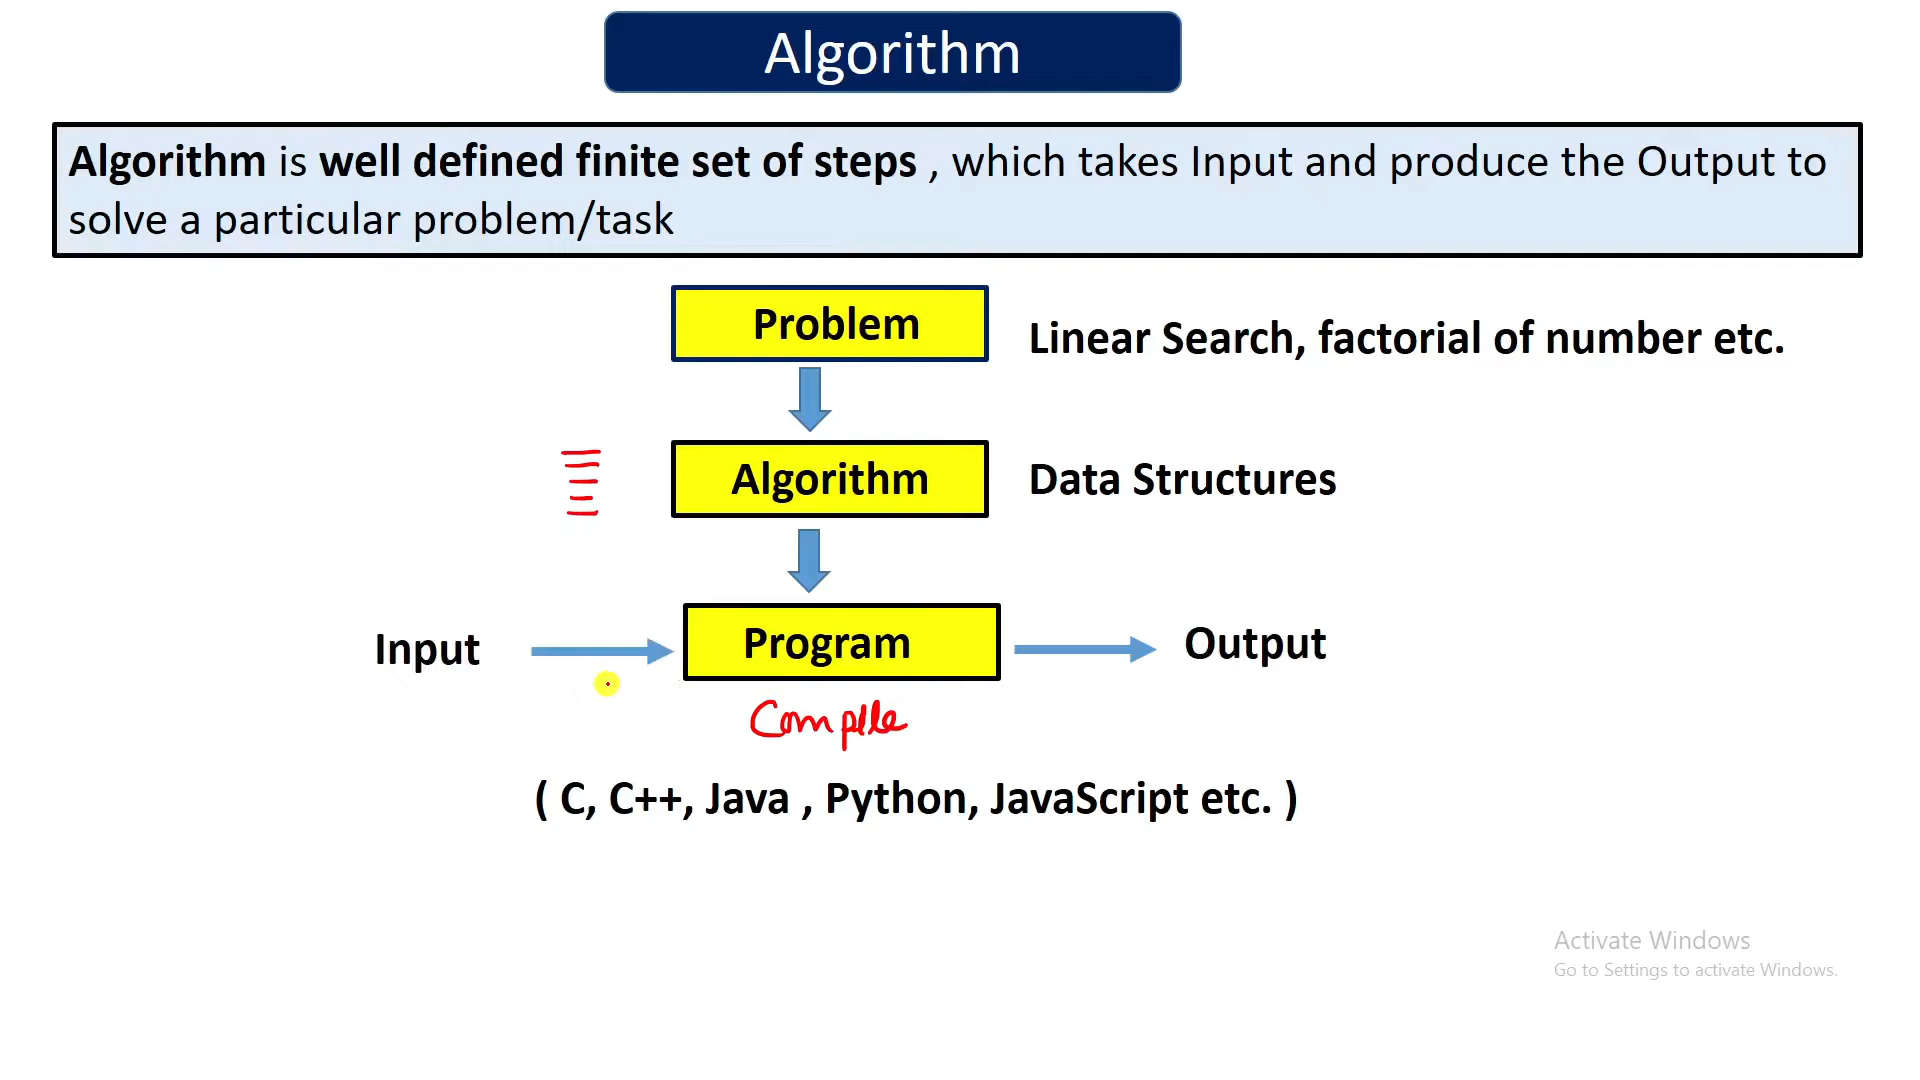 Algorithm
Algorithm is well defined finite set of steps , which takes Input and produce the Output to
solve a particular problem/task
Problem
Linear Search, factorial of number etc.
Algorithm
Data Structures
Input
Program
Output
Compile
( C, C++, Java , Python, JavaScript etc. )
Activate Windows
Go to Settings to activate Windows.